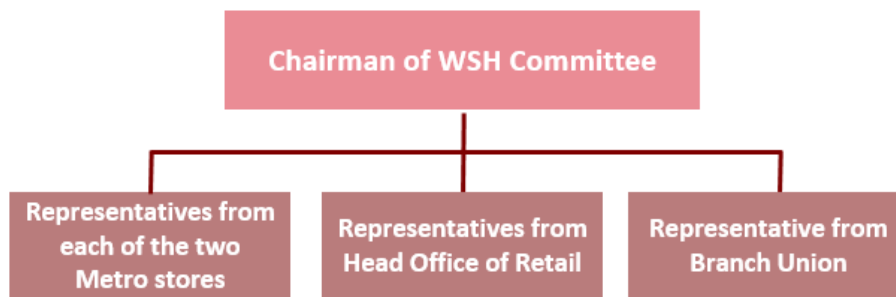 Chairman of WSH Committee
Representatives from
each of the two
Metro stores
Representatives from
Head Office of Retail
Representative from
Branch Union